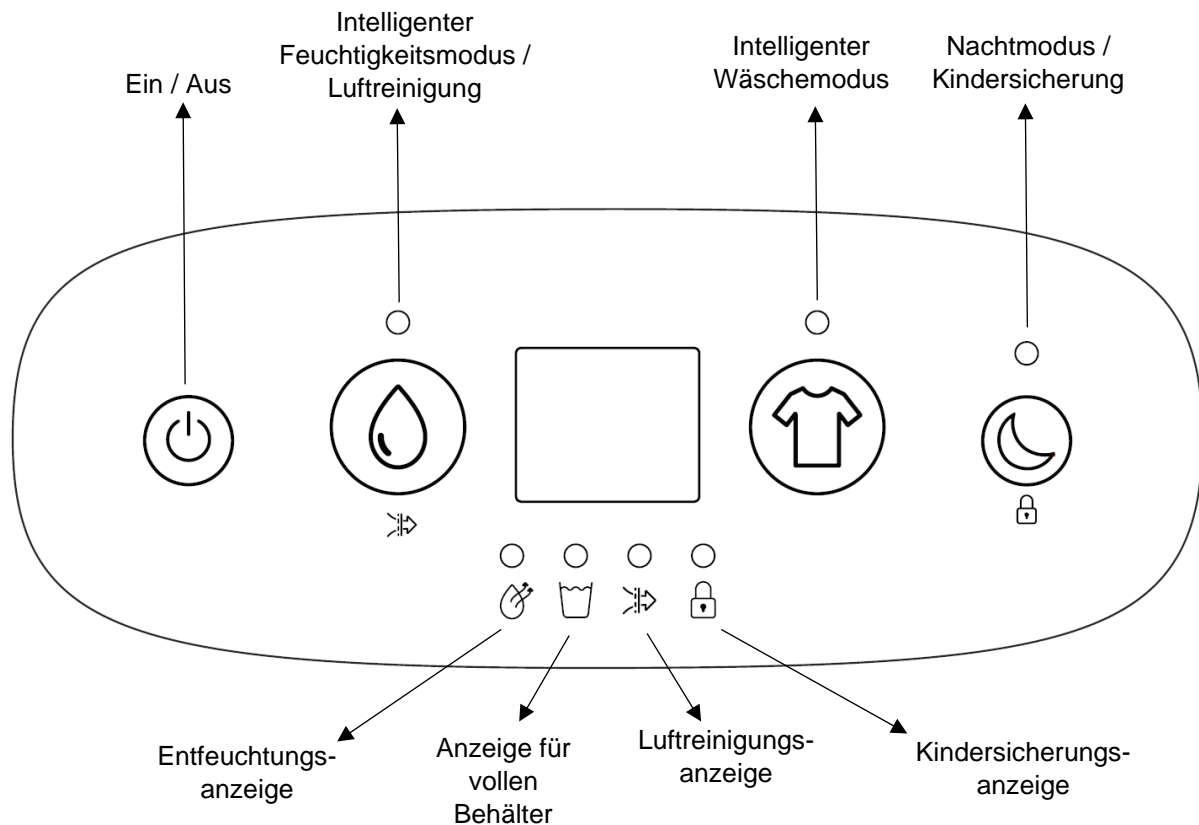 Ein / Aus
Intelligenter
Feuchtigkeitsmodus /
Luftreinigung
Intelligenter
Wäschemodus
Nachtmodus /
Kindersicherung
Entfeuchtungs-
anzeige
Anzeige für
vollen
Behälter
Luftreinigungs-
anzeige
Kindersicherungs-
anzeige